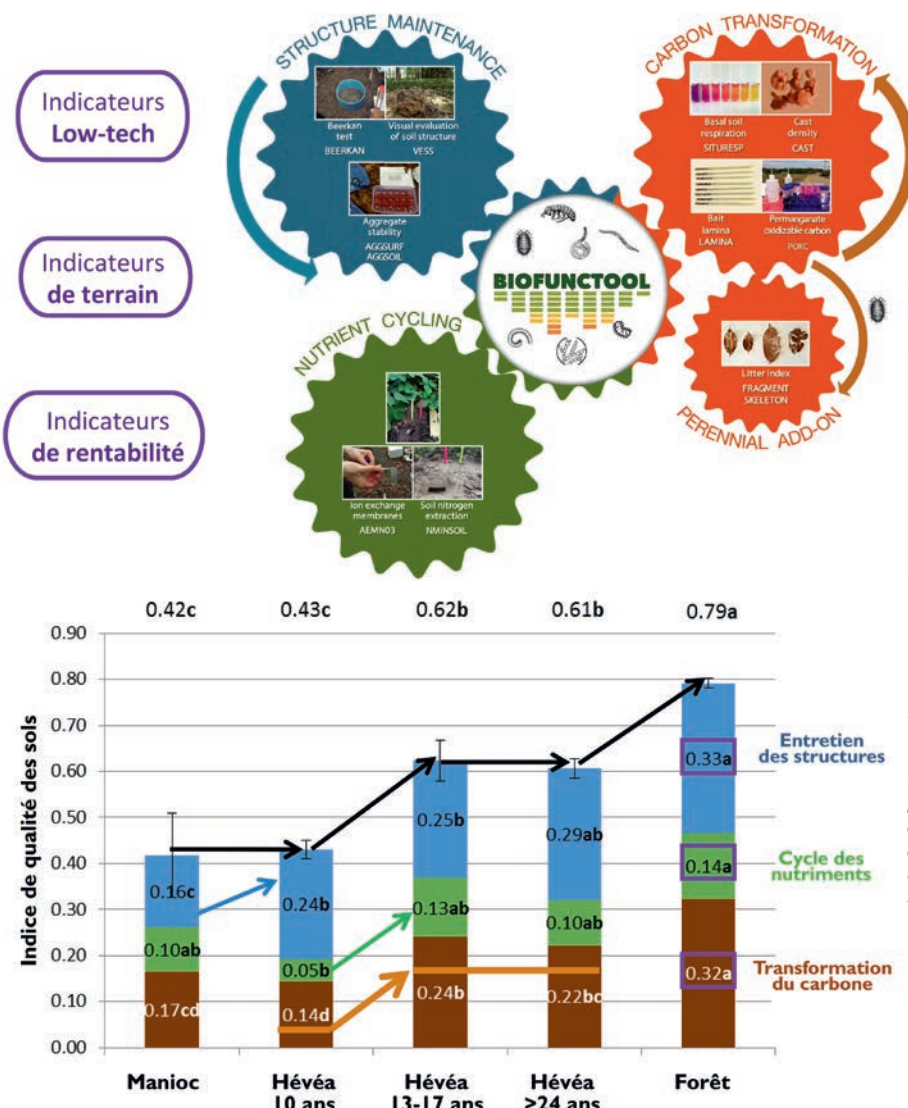 STRUCTURE MAINTENANCE
CARBON TRANSFORMATION
Indicateurs
Low-tech
Beerkan
test
BEERKAN
Visual evaluation
of soil structure
VESS
Aggregate
stability
AGGSURF
AGGSOIL
Basal soil
respiration
SITURESP
Cast
density
CAST
Bait
lamina
LAMINA
Permanganate
oxidizable carbon
POXC
Indicateurs
de terrain
BIOFUNCTOOL
NUTRIENT CYCLING
Litter index
FRAGMENT
SKELETON
PERENNIAL ADD-ON
Indicateurs
de rentabilité
Ion exchange
membranes
AEMNO3
Soil nitrogen
extraction
NMINSOIL
0.42c
0.43c
0.62b
0.61b
0.79a
Indice de qualité des sols
0.90
0.80
0.70
0.60
0.50
0.40
0.30
0.20
0.10
0.00
0.16c
0.10ab
0.17cd
0.24b
0.05b
0.14d
0.25b
0.13ab
0.24b
0.29ab
0.10ab
0.22bc
0.33a
0.14a
0.32a
Entretien
des structures
Cycle des
nutriments
Transformation
du carbone
Manioc
Hévéa
10 ans
Hévéa
13-17 ans
Hévéa
>24 ans
Forêt